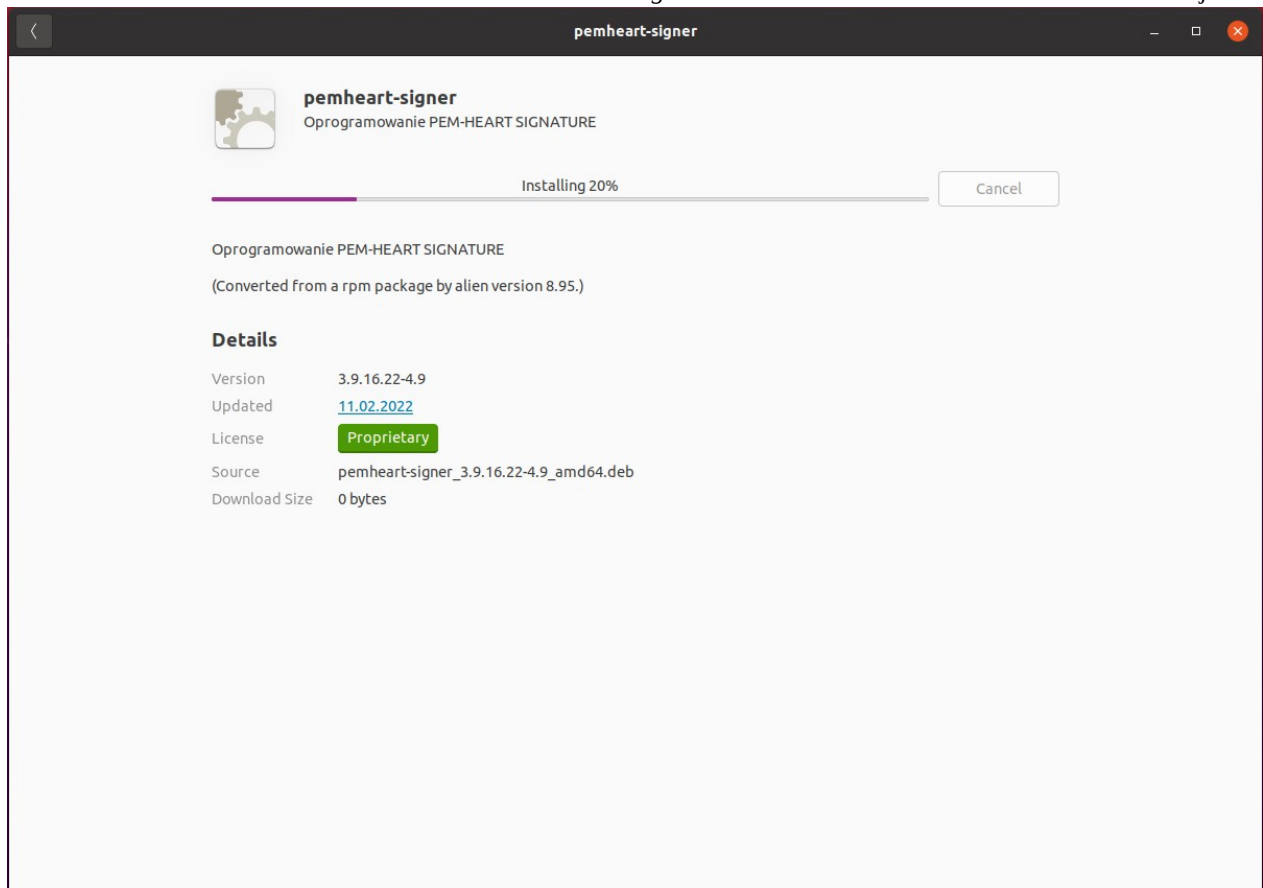 pemheart-signer
pemheart-signer
Oprogramowanie PEM-HEART SIGNATURE
Installing 20%
Cancel
Oprogramowanie PEM-HEART SIGNATURE
(Converted from a rpm package by alien version 8.95.)
Details
Version 3.9.16.22-4.9
Updated 11.02.2022
License Proprietary
Source pemheart-signer_3.9.16.22-4.9_amd64.deb
Download Size 0 bytes